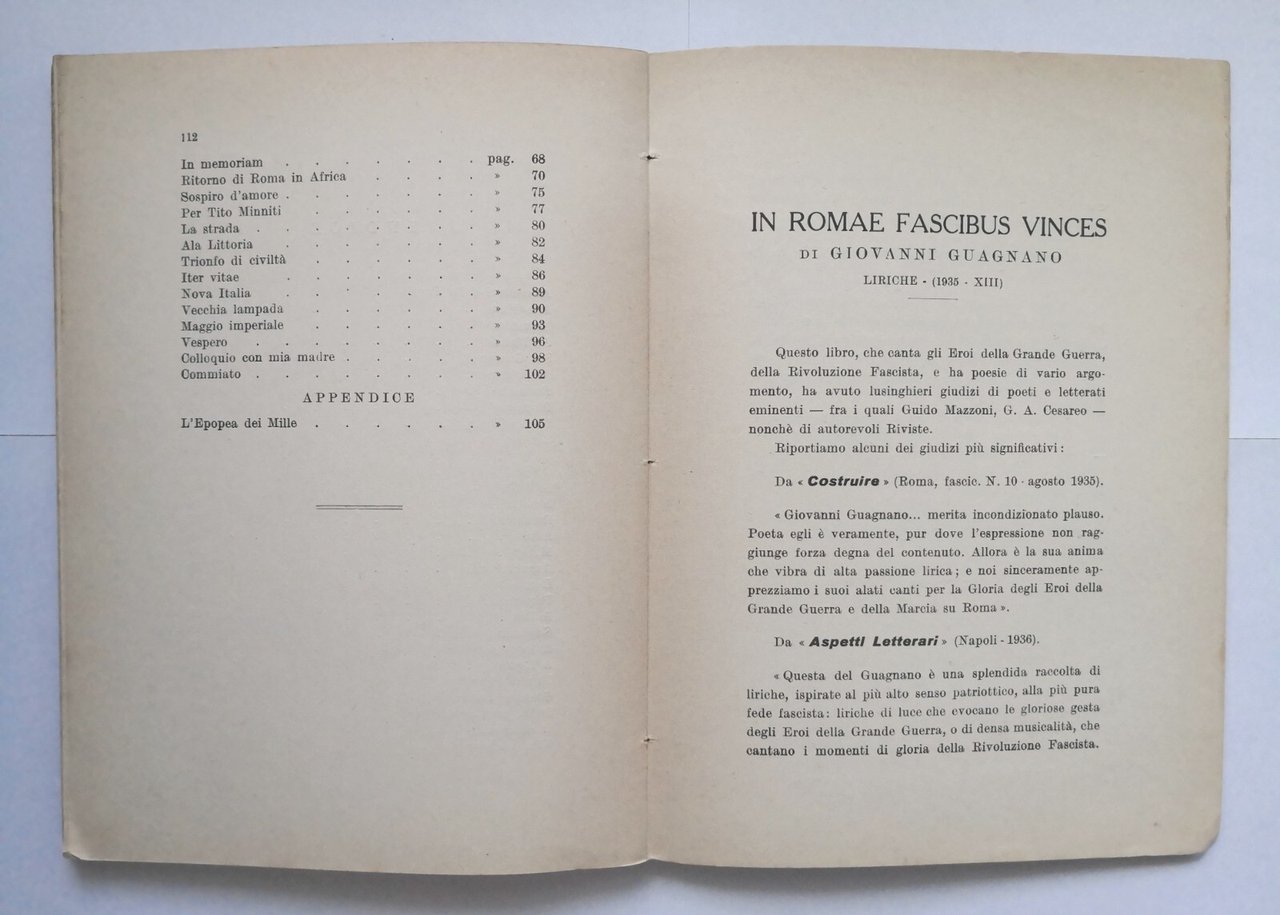 112
In memoriam . . . . . . . pag. 68
Ritorno di Roma in Africa . . . . » 70
Sospiro d'amore . . . . . » 75
Per Tito Minniti . . . . . . » 77
La strada . . . . . . . . » 80
Ala Littoria . . . . . . . » 82
Trionfo di civiltà . . . . . . » 84
Iter vitae . . . . . . . » 86
Nova Italia . . . . . . . » 89
Vecchia lampada . . . . . . » 90
Maggio imperiale . . . . . . » 93
Vespero . . . . . . . . » 96
Colloquio con mia madre . . . . . » 98
Commiato . . . . . . . . » 102
APPENDICE
L'Epopea dei Mille . . . . . . » 105
IN ROMAE FASCIBUS VINCES
DI GIOVANNI GUAGNANO
LIRICHE - (1935 - XIII)
Questo libro, che canta gli Eroi della Grande Guerra,
della Rivoluzione Fascista, e ha poesie di vario argo-
mento, ha avuto lusinghieri giudizi di poeti e letterati
eminenti — fra i quali Guido Mazzoni, G. A. Cesareo —
nonchè di autorevoli Riviste.
Riportiamo alcuni dei giudizi più significativi:
Da « Costruire » (Roma, fascic. N. 10 - agosto 1935).
« Giovanni Guagnano... merita incondizionato plauso.
Poeta egli è veramente, pur dove l'espressione non rag-
giunge forza degna del contenuto. Allora è la sua anima
che vibra di alta passione lirica; e noi sinceramente ap-
prezziamo i suoi alati canti per la Gloria degli Eroi della
Grande Guerra e della Marcia su Roma ».
Da « Aspetti Letterari » (Napoli - 1936).
« Questa del Guagnano è una splendida raccolta di
liriche, ispirate al più alto senso patriottico, alla più pura
fede fascista: liriche di luce che evocano le gloriose gesta
degli Eroi della Grande Guerra, o di densa musicalità, che
cantano i momenti di gloria della Rivoluzione Fascista.